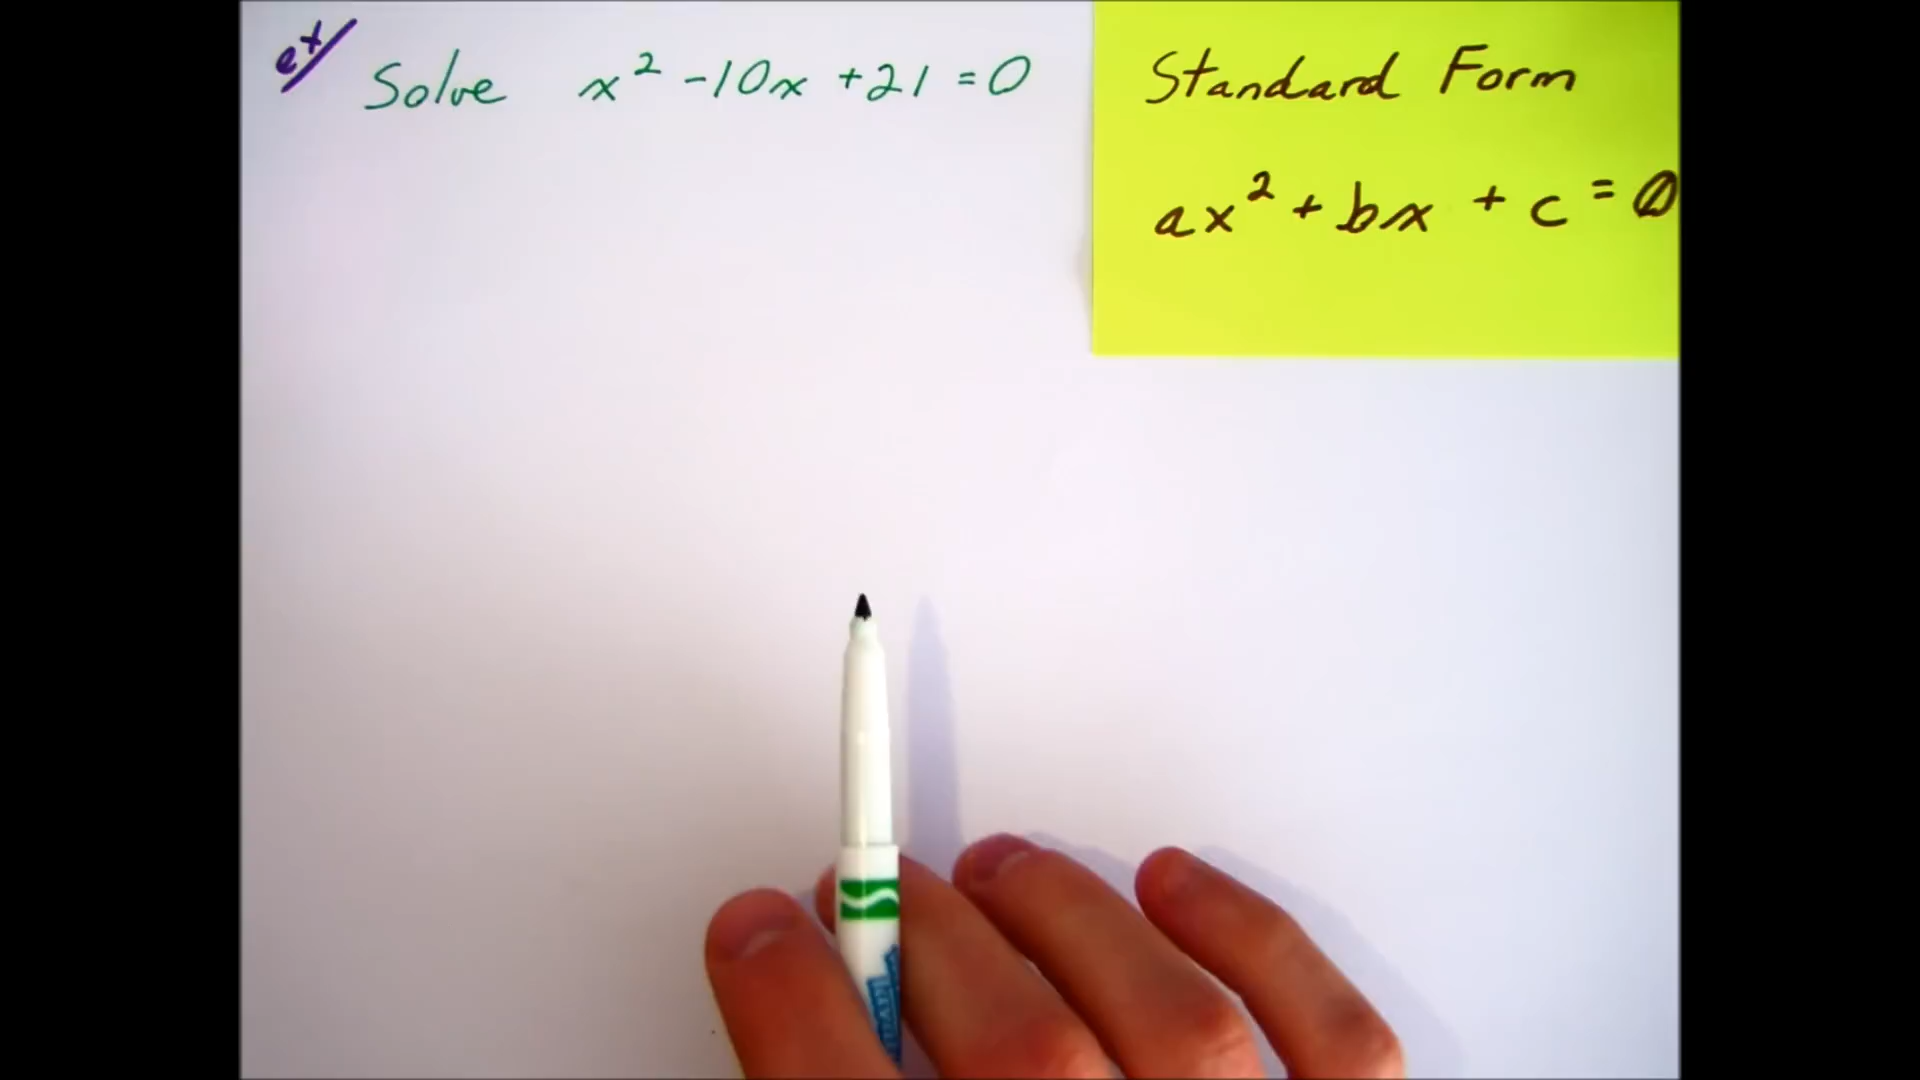 ex
Solve x² -10x +21 = 0
Standard Form
ax² + bx + c = 0